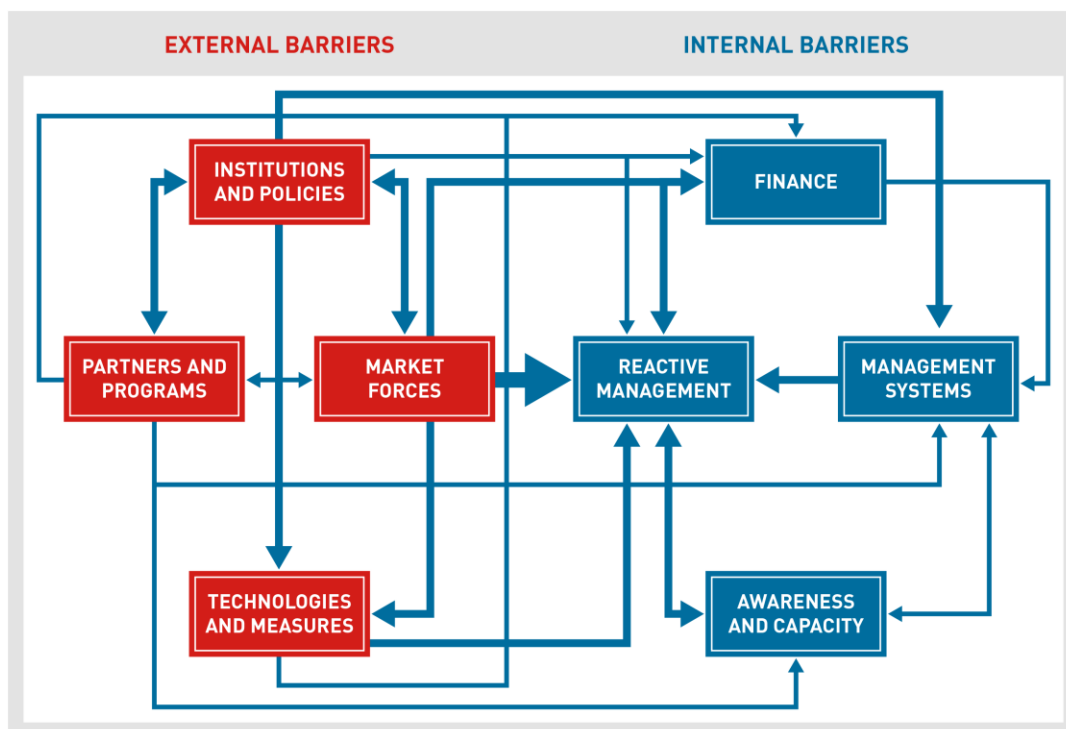 EXTERNAL BARRIERS
INTERNAL BARRIERS
INSTITUTIONS
AND POLICIES
FINANCE
PARTNERS AND
PROGRAMS
MARKET
FORCES
REACTIVE
MANAGEMENT
MANAGEMENT
SYSTEMS
TECHNOLOGIES
AND MEASURES
AWARENESS
AND CAPACITY